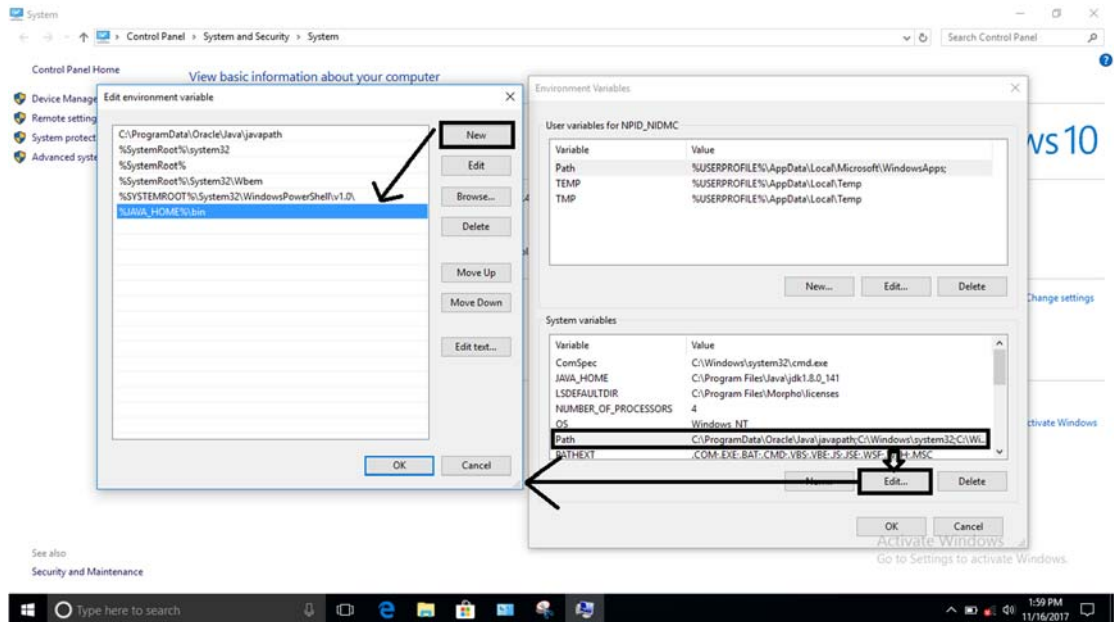 System
Control Panel > System and Security > System
Search Control Panel
Control Panel Home
View basic information about your computer
Device Manage
Remote setting
System protect
Advanced syste
ws 10
Change settings
ctivate Windows
See also
Security and Maintenance
Edit environment variable
C:\ProgramData\Oracle\Java\javapath
%SystemRoot%\system32
%SystemRoot%
%SystemRoot%\System32\Wbem
%SYSTEMROOT%\System32\WindowsPowerShell\v1.0\
%JAVA_HOME%\bin
New
Edit
Browse...
Delete
Move Up
Move Down
Edit text...
OK Cancel
Environment Variables
User variables for NPID_NIDMC
Variable Value
Path %USERPROFILE%\AppData\Local\Microsoft\WindowsApps;
TEMP %USERPROFILE%\AppData\Local\Temp
TMP %USERPROFILE%\AppData\Local\Temp
New... Edit... Delete
System variables
Variable Value
ComSpec C:\Windows\system32\cmd.exe
JAVA_HOME C:\Program Files\Java\jdk1.8.0_141
LSDEFAULTDIR C:\Program Files\Morpho\licenses
NUMBER_OF_PROCESSORS 4
OS Windows_NT
Path C:\ProgramData\Oracle\Java\javapath;C:\Windows\system32;C:\Wi...
PATHEXT .COM;.EXE;.BAT;.CMD;.VBS;.VBE;.JS;.JSE;.WSF;.WSH;.MSC
Edit... Delete
OK Cancel
Activate Windows
Go to Settings to activate Windows.
Type here to search
1:59 PM
11/16/2017